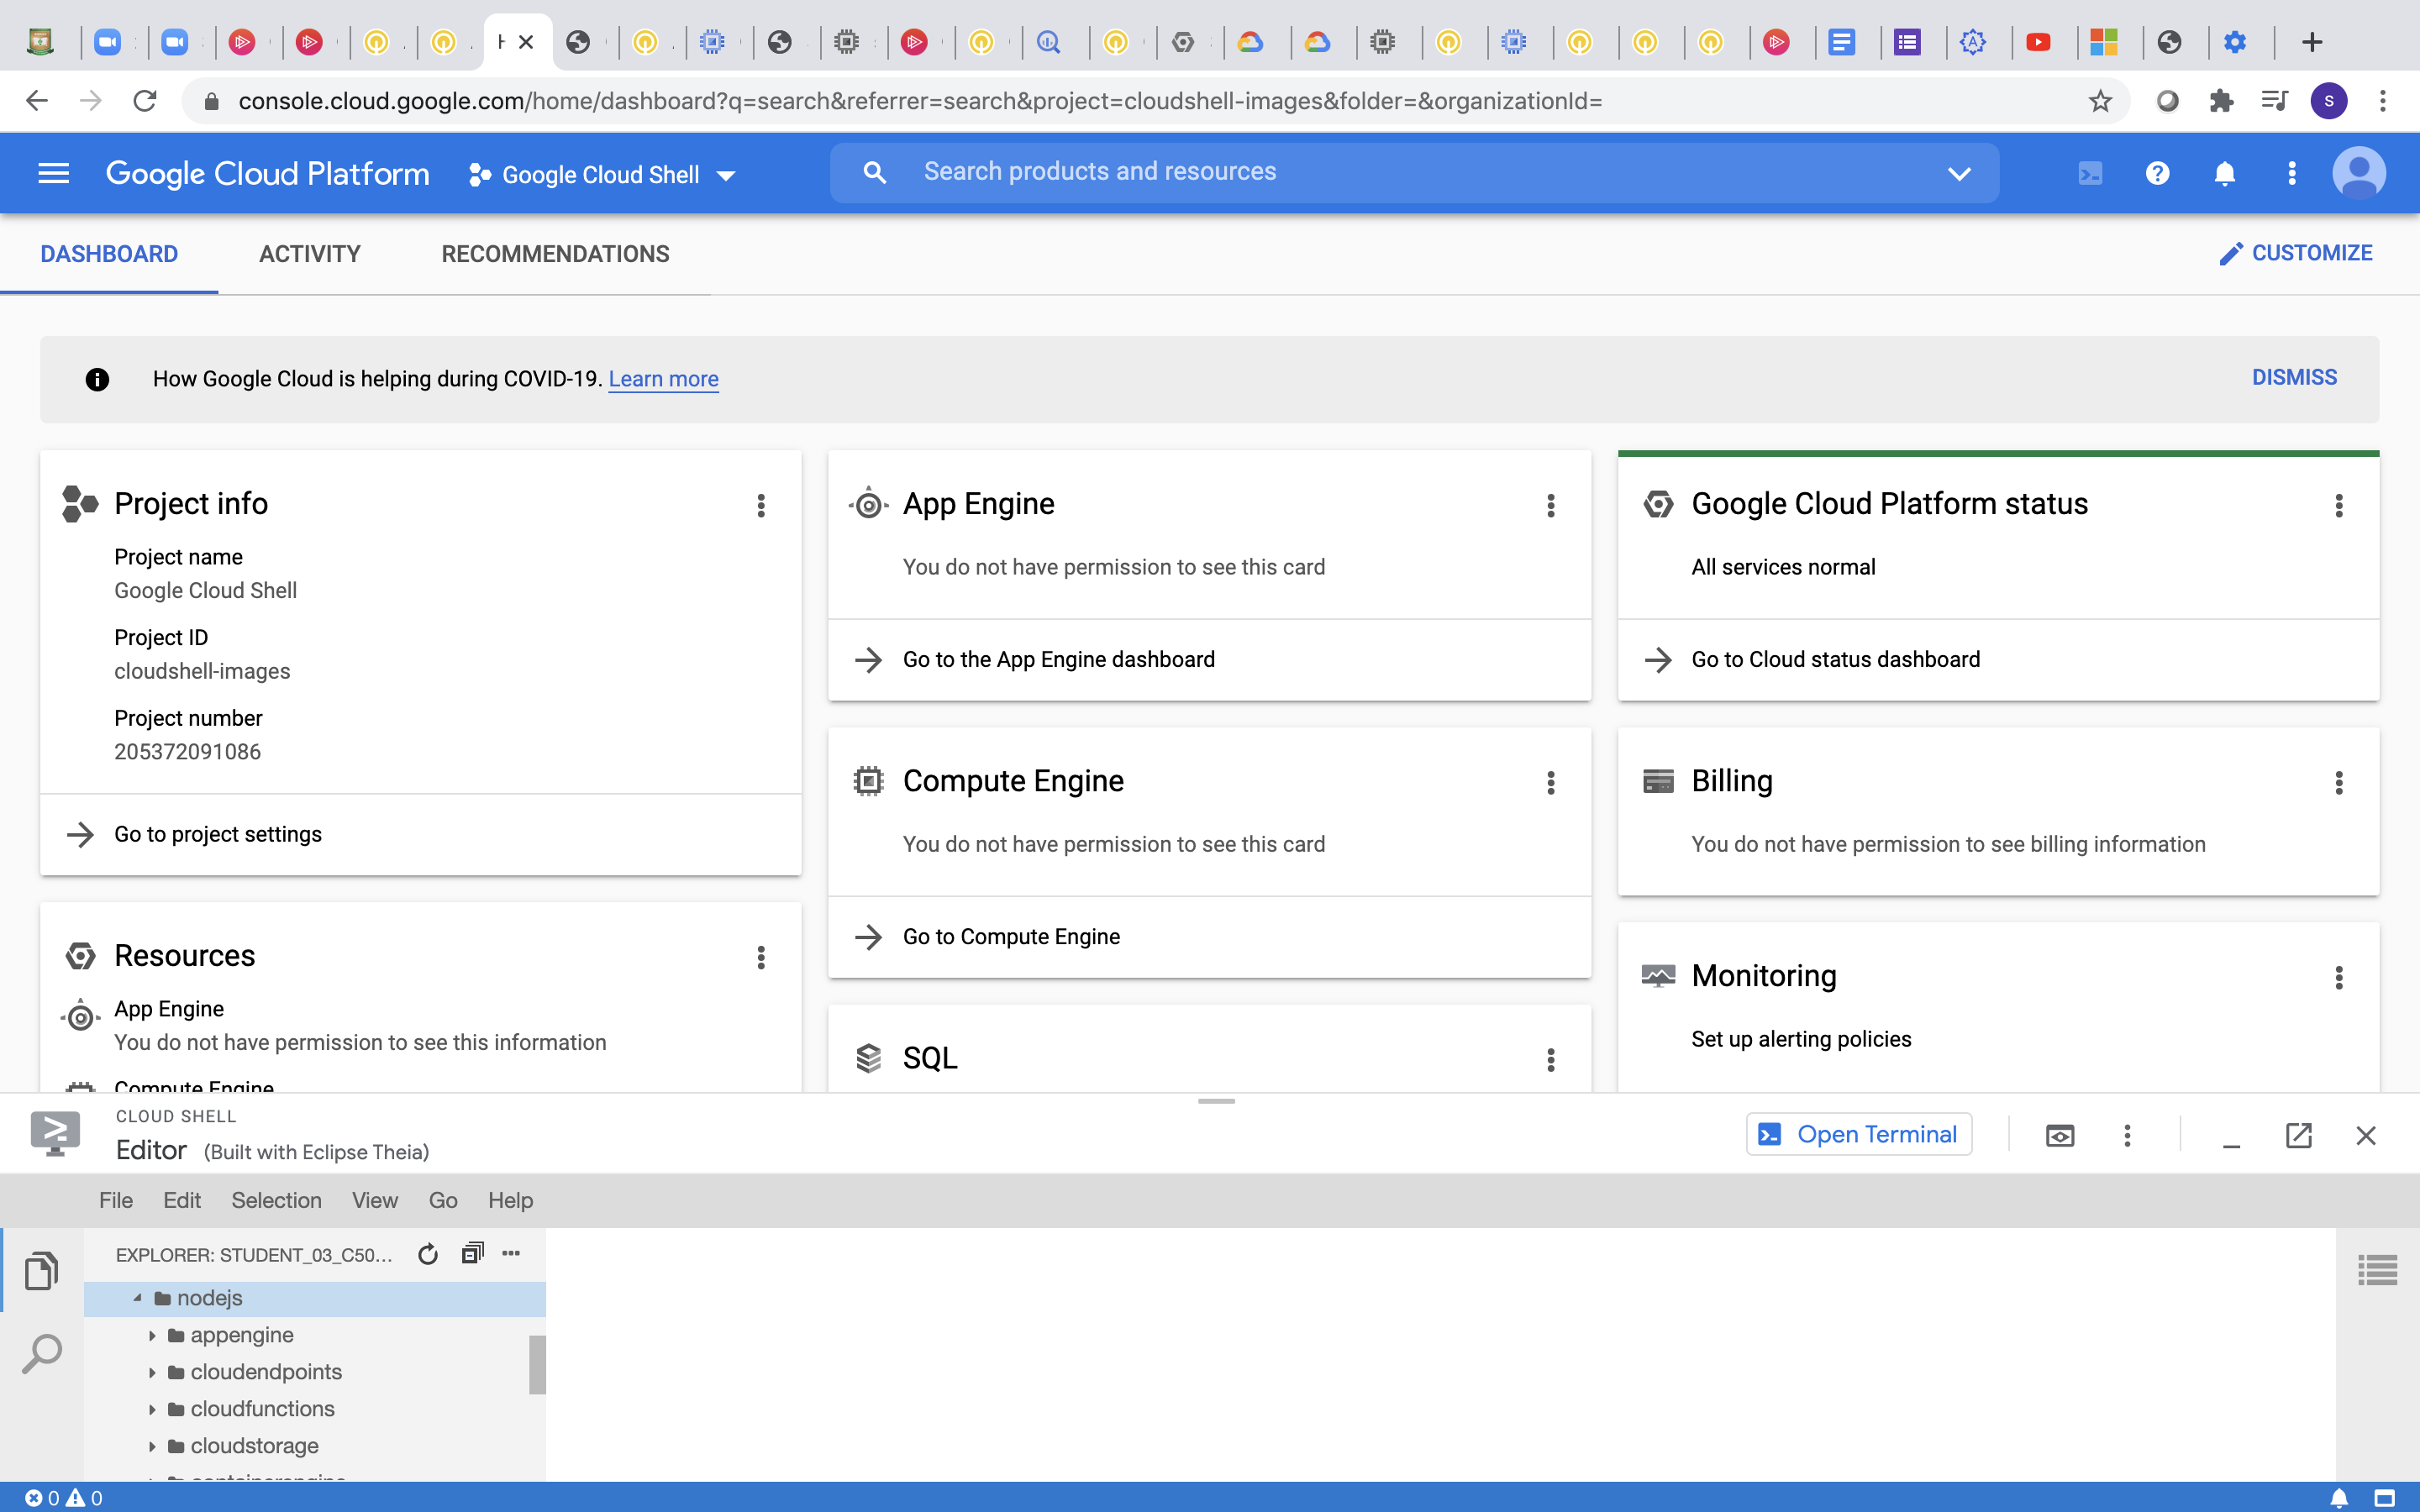 console.cloud.google.com/home/dashboard?q=search&referrer=search&project=cloudshell-images&folder=&organizationId=
S
Google Cloud Platform
Google Cloud Shell
Search products and resources
DASHBOARD
ACTIVITY
RECOMMENDATIONS
CUSTOMIZE
How Google Cloud is helping during COVID-19. Learn more
DISMISS
Project info
Project name
Google Cloud Shell
Project ID
cloudshell-images
Project number
205372091086
Go to project settings
Resources
App Engine
You do not have permission to see this information
Compute Engine
App Engine
You do not have permission to see this card
Go to the App Engine dashboard
Compute Engine
You do not have permission to see this card
Go to Compute Engine
SQL
Google Cloud Platform status
All services normal
Go to Cloud status dashboard
Billing
You do not have permission to see billing information
Monitoring
Set up alerting policies
CLOUD SHELL
Editor (Built with Eclipse Theia)
Open Terminal
File Edit Selection View Go Help
EXPLORER: STUDENT_03_C50...
nodejs
appengine
cloudendpoints
cloudfunctions
cloudstorage
0 0